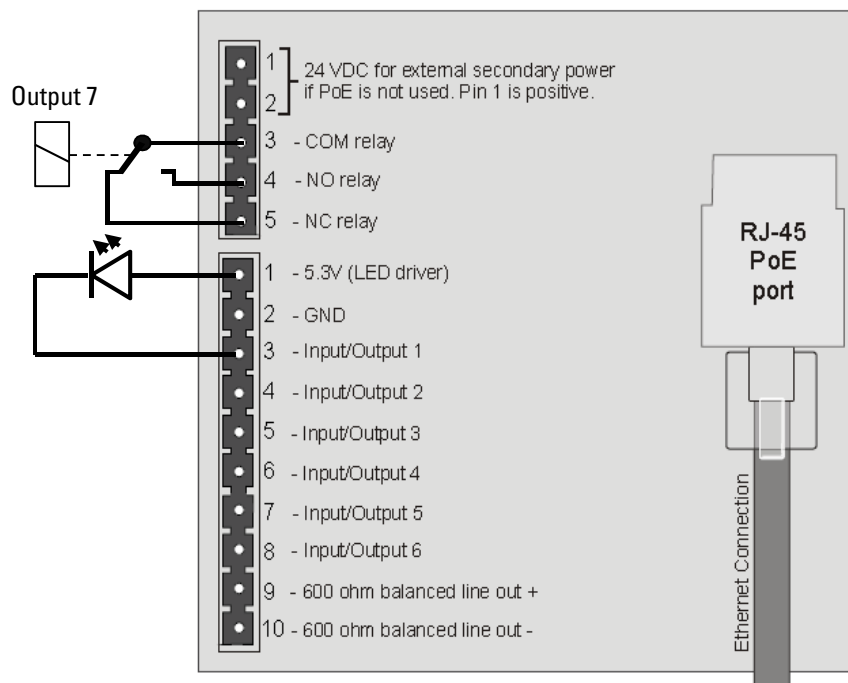 Output 7
1
2
24 VDC for external secondary power
if PoE is not used. Pin 1 is positive.
3 - COM relay
4 - NO relay
5 - NC relay
1 - 5.3V (LED driver)
2 - GND
3 - Input/Output 1
4 - Input/Output 2
5 - Input/Output 3
6 - Input/Output 4
7 - Input/Output 5
8 - Input/Output 6
9 - 600 ohm balanced line out +
10 - 600 ohm balanced line out -
RJ-45
PoE
port
Ethernet Connection